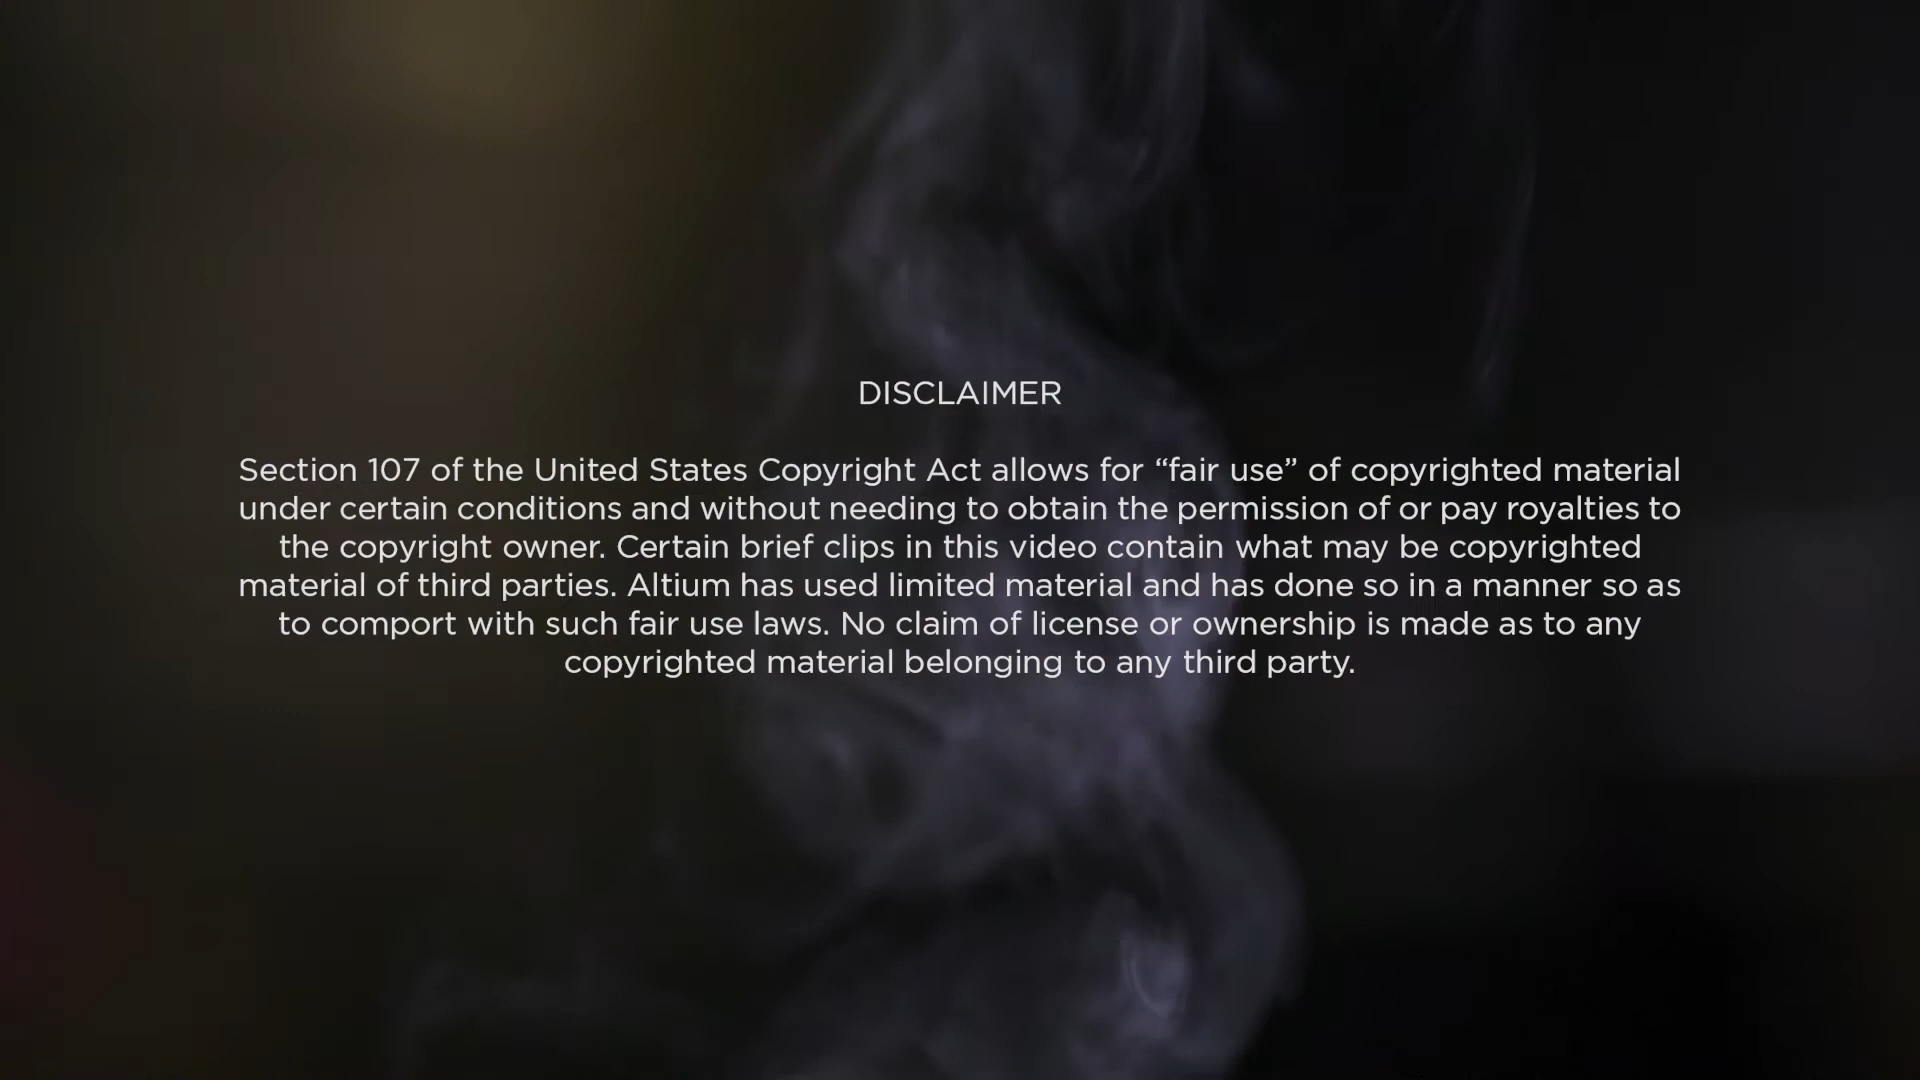 DISCLAIMER
Section 107 of the United States Copyright Act allows for “fair use” of copyrighted material
under certain conditions and without needing to obtain the permission of or pay royalties to
the copyright owner. Certain brief clips in this video contain what may be copyrighted
material of third parties. Altium has used limited material and has done so in a manner so as
to comport with such fair use laws. No claim of license or ownership is made as to any
copyrighted material belonging to any third party.